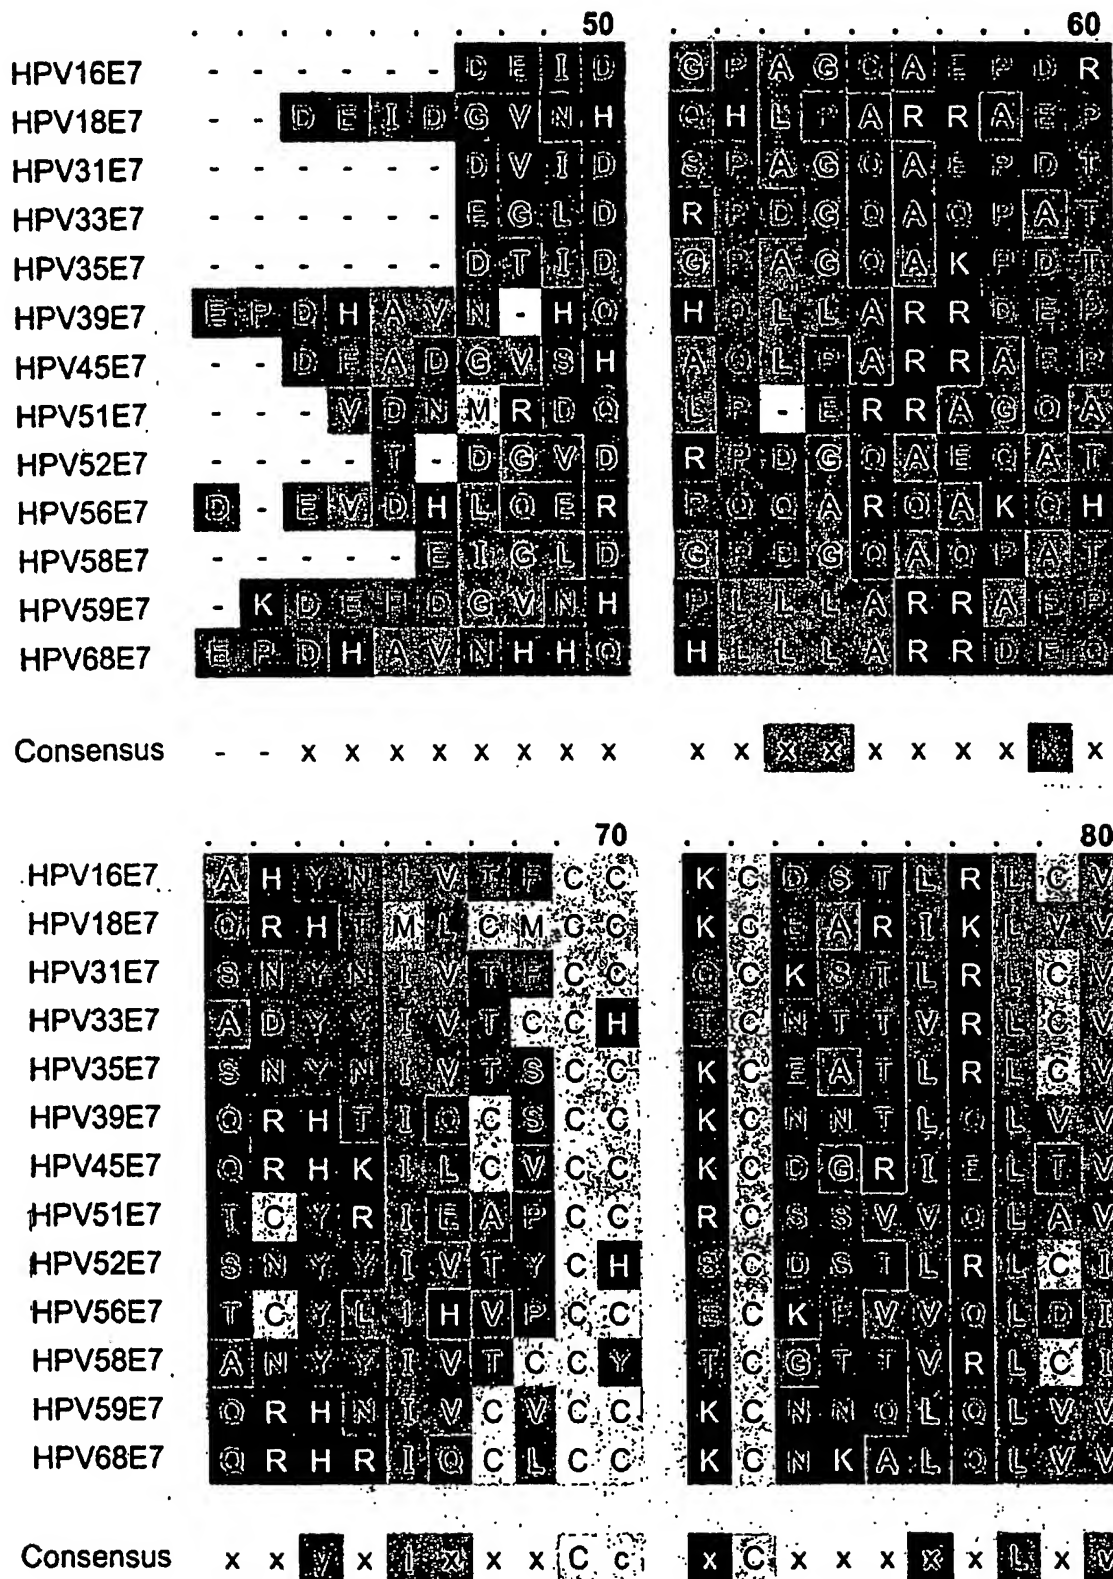 50 60
HPV16E7 - - - - - - D E I D G P A G Q A E P D R
HPV18E7 - - D E I D G V N H Q H L P A R R A E P
HPV31E7 - - - - - - D V I D S P A G Q A E P D T
HPV33E7 - - - - - - E G L D R P D G Q A Q P A T
HPV35E7 - - - - - - D T I D G P A G Q A K P D T
HPV39E7 E P D H A V N - H Q H Q L L A R R D E P
HPV45E7 - - D E A D G V S H A Q L P A R R A E P
HPV51E7 - - - V D N M R D Q L P - E R R A G Q A
HPV52E7 - - - - T - D G V D R P D G Q A E Q A T
HPV56E7 D - E V D H L Q E R P Q Q A R Q A K Q H
HPV58E7 - - - - - E I G L D G P D G Q A Q P A T
HPV59E7 - K D E P D G V N H P L L L A R R A E P
HPV68E7 E P D H A V N H H Q H L L L A R R D E Q
Consensus - - x x x x x x x x x x x x x x x x x x
70 80
HPV16E7 A H Y N I V T F C C K C D S T L R L C V
HPV18E7 Q R H T M L C M C C K C E A R I K L V V
HPV31E7 S N Y N I V T F C C Q C K S T L R L C V
HPV33E7 A D Y Y I V T C C H T C N T T V R L C V
HPV35E7 S N Y N I V T S C C K C E A T L R L C V
HPV39E7 Q R H T I Q C S C C K C N N T L Q L V V
HPV45E7 Q R H K I L C V C C K C D G R I E L T V
HPV51E7 T C Y R I E A P C C R C S S V V Q L A V
HPV52E7 S N Y Y I V T Y C H S C D S T L R L C I
HPV56E7 T C Y L I H V P C C E C K F V V Q L D I
HPV58E7 A N Y Y I V T C C Y T C G T T V R L C I
HPV59E7 Q R H N I V C V C C K C N N Q L Q L V V
HPV68E7 Q R H R I Q C L C C K C N K A L Q L V V
Consensus x x y x I x x x C c x C x x x x x L x v